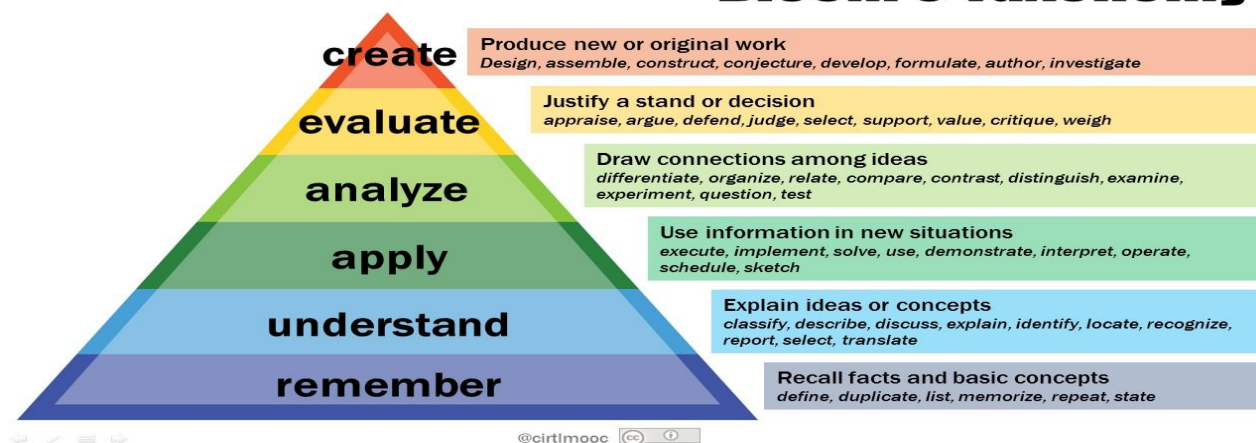 Bloom's Taxonomy
create
Produce new or original work
Design, assemble, construct, conjecture, develop, formulate, author, investigate
evaluate
Justify a stand or decision
appraise, argue, defend, judge, select, support, value, critique, weigh
analyze
Draw connections among ideas
differentiate, organize, relate, compare, contrast, distinguish, examine,
experiment, question, test
apply
Use information in new situations
execute, implement, solve, use, demonstrate, interpret, operate,
schedule, sketch
understand
Explain ideas or concepts
classify, describe, discuss, explain, identify, locate, recognize,
report, select, translate
remember
Recall facts and basic concepts
define, duplicate, list, memorize, repeat, state
@cirtlmooc
cc